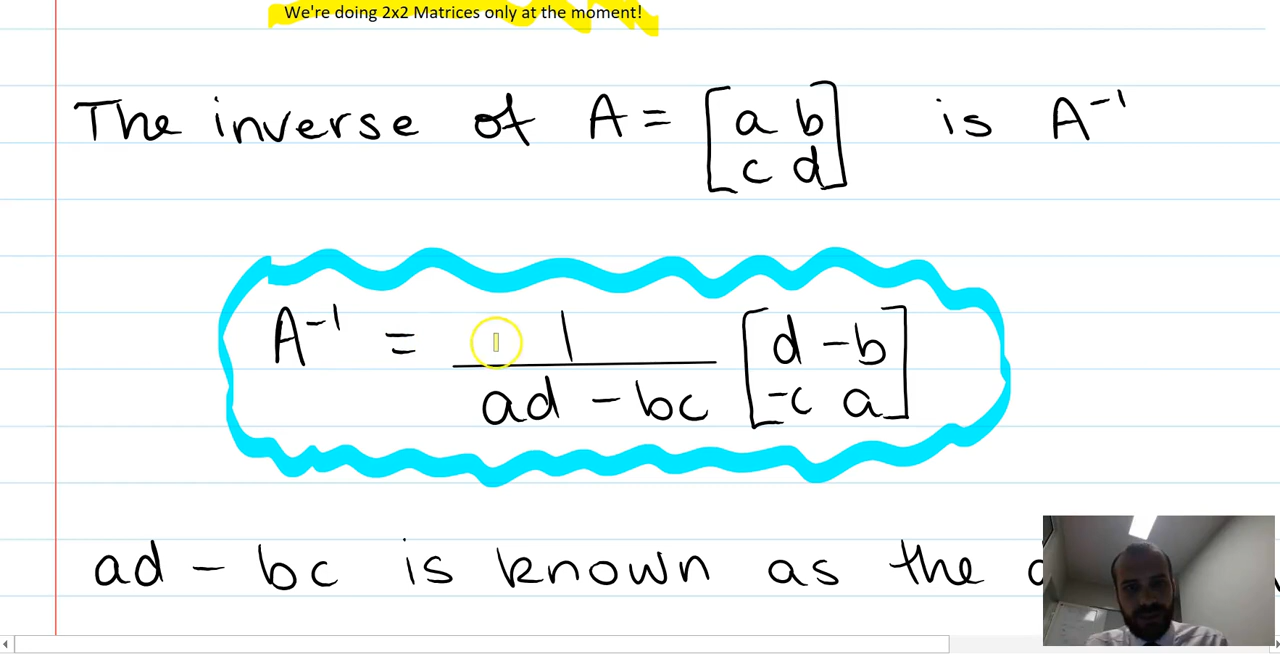 We're doing 2x2 Matrices only at the moment!
The inverse of A = [a b] is A⁻¹
[c d]
A⁻¹ = 1 [d -b]
ad - bc [-c a]
ad - bc is known as the